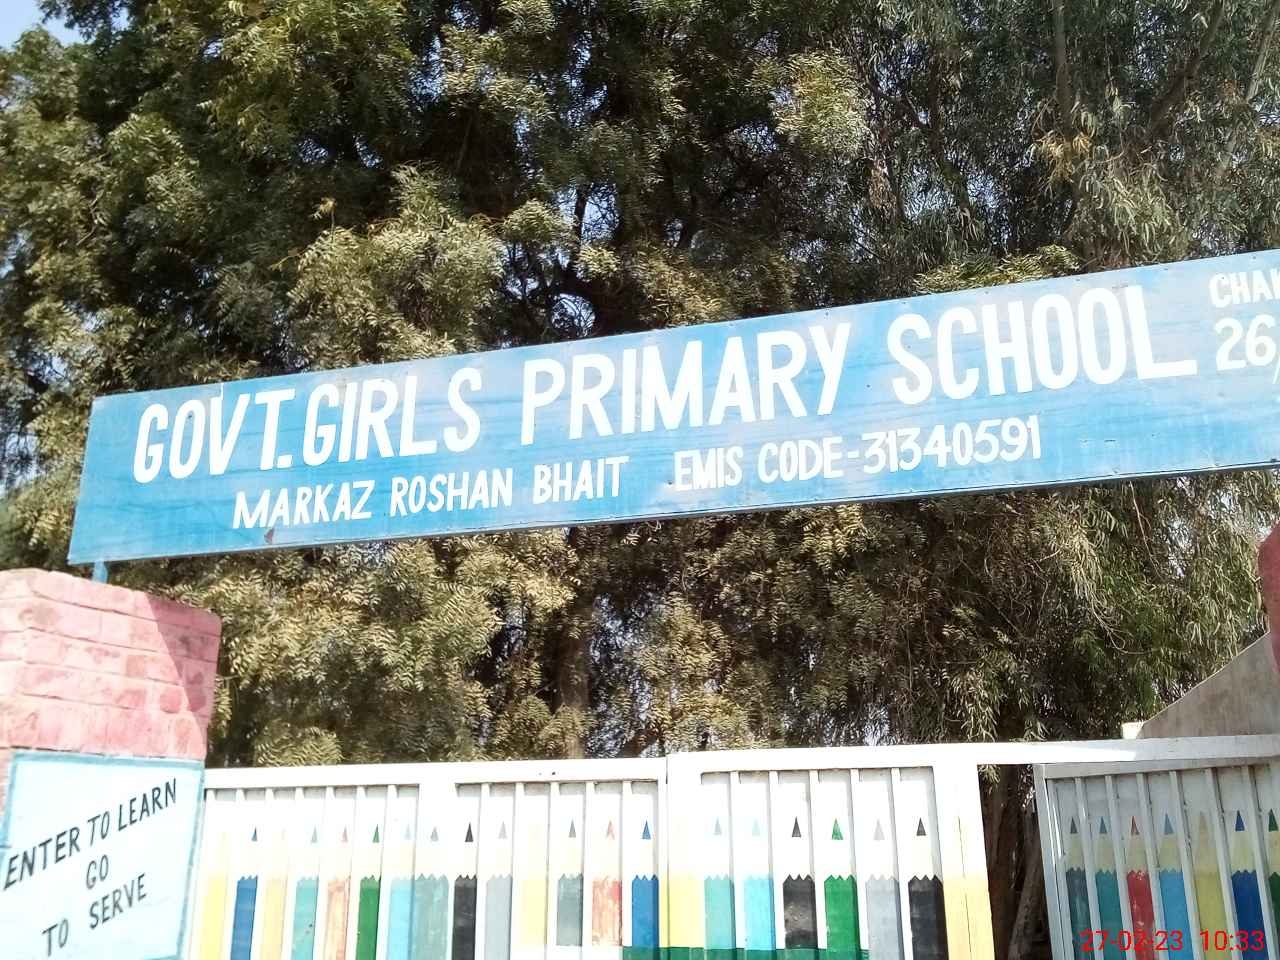 GOVT. GIRLS PRIMARY SCHOOL
MARKAZ ROSHAN BHAIT EMIS CODE-31340591
26/
ENTER TO LEARN
GO
TO SERVE
27-02-23 10:33